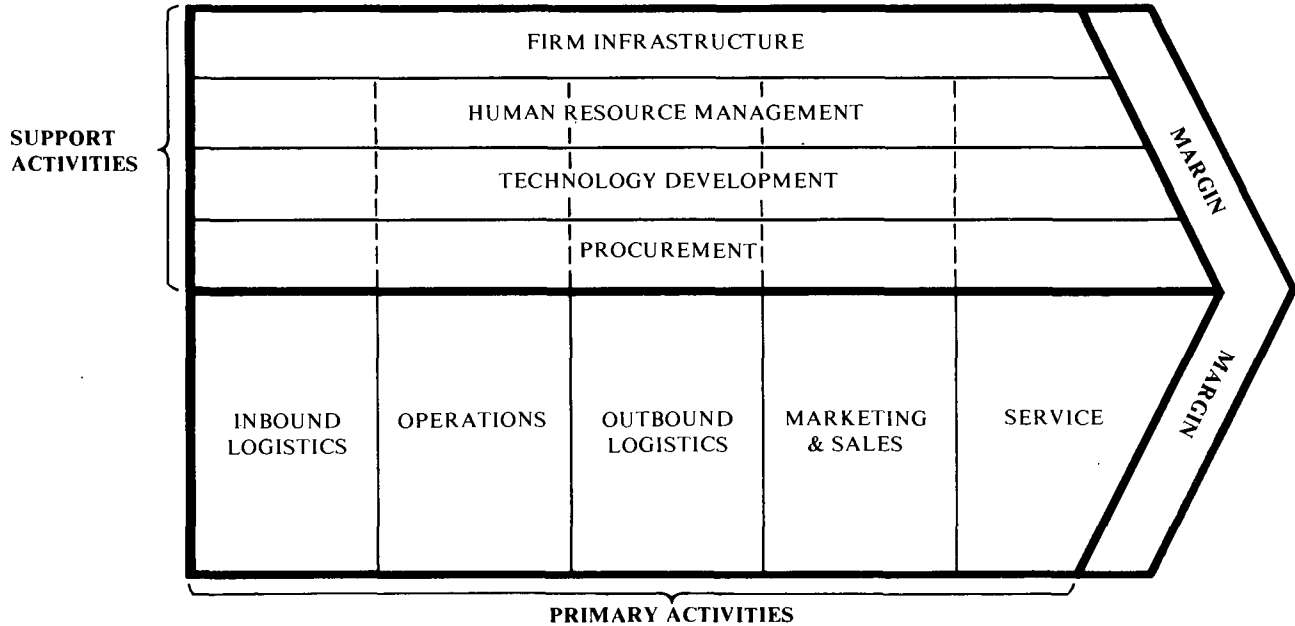 FIRM INFRASTRUCTURE
HUMAN RESOURCE MANAGEMENT
SUPPORT
ACTIVITIES
TECHNOLOGY DEVELOPMENT
PROCUREMENT
MARGIN
MARGIN
INBOUND
LOGISTICS
OPERATIONS
OUTBOUND
LOGISTICS
MARKETING
& SALES
SERVICE
PRIMARY ACTIVITIES